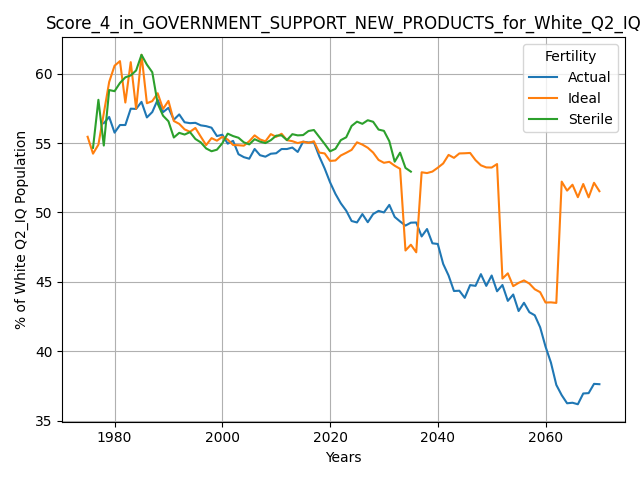 Score_4_in_GOVERNMENT_SUPPORT_NEW_PRODUCTS_for_White_Q2_IQ
Fertility
Actual
Ideal
Sterile
% of White Q2_IQ Population
60
55
50
45
40
35
1980
2000
2020
2040
2060
Years